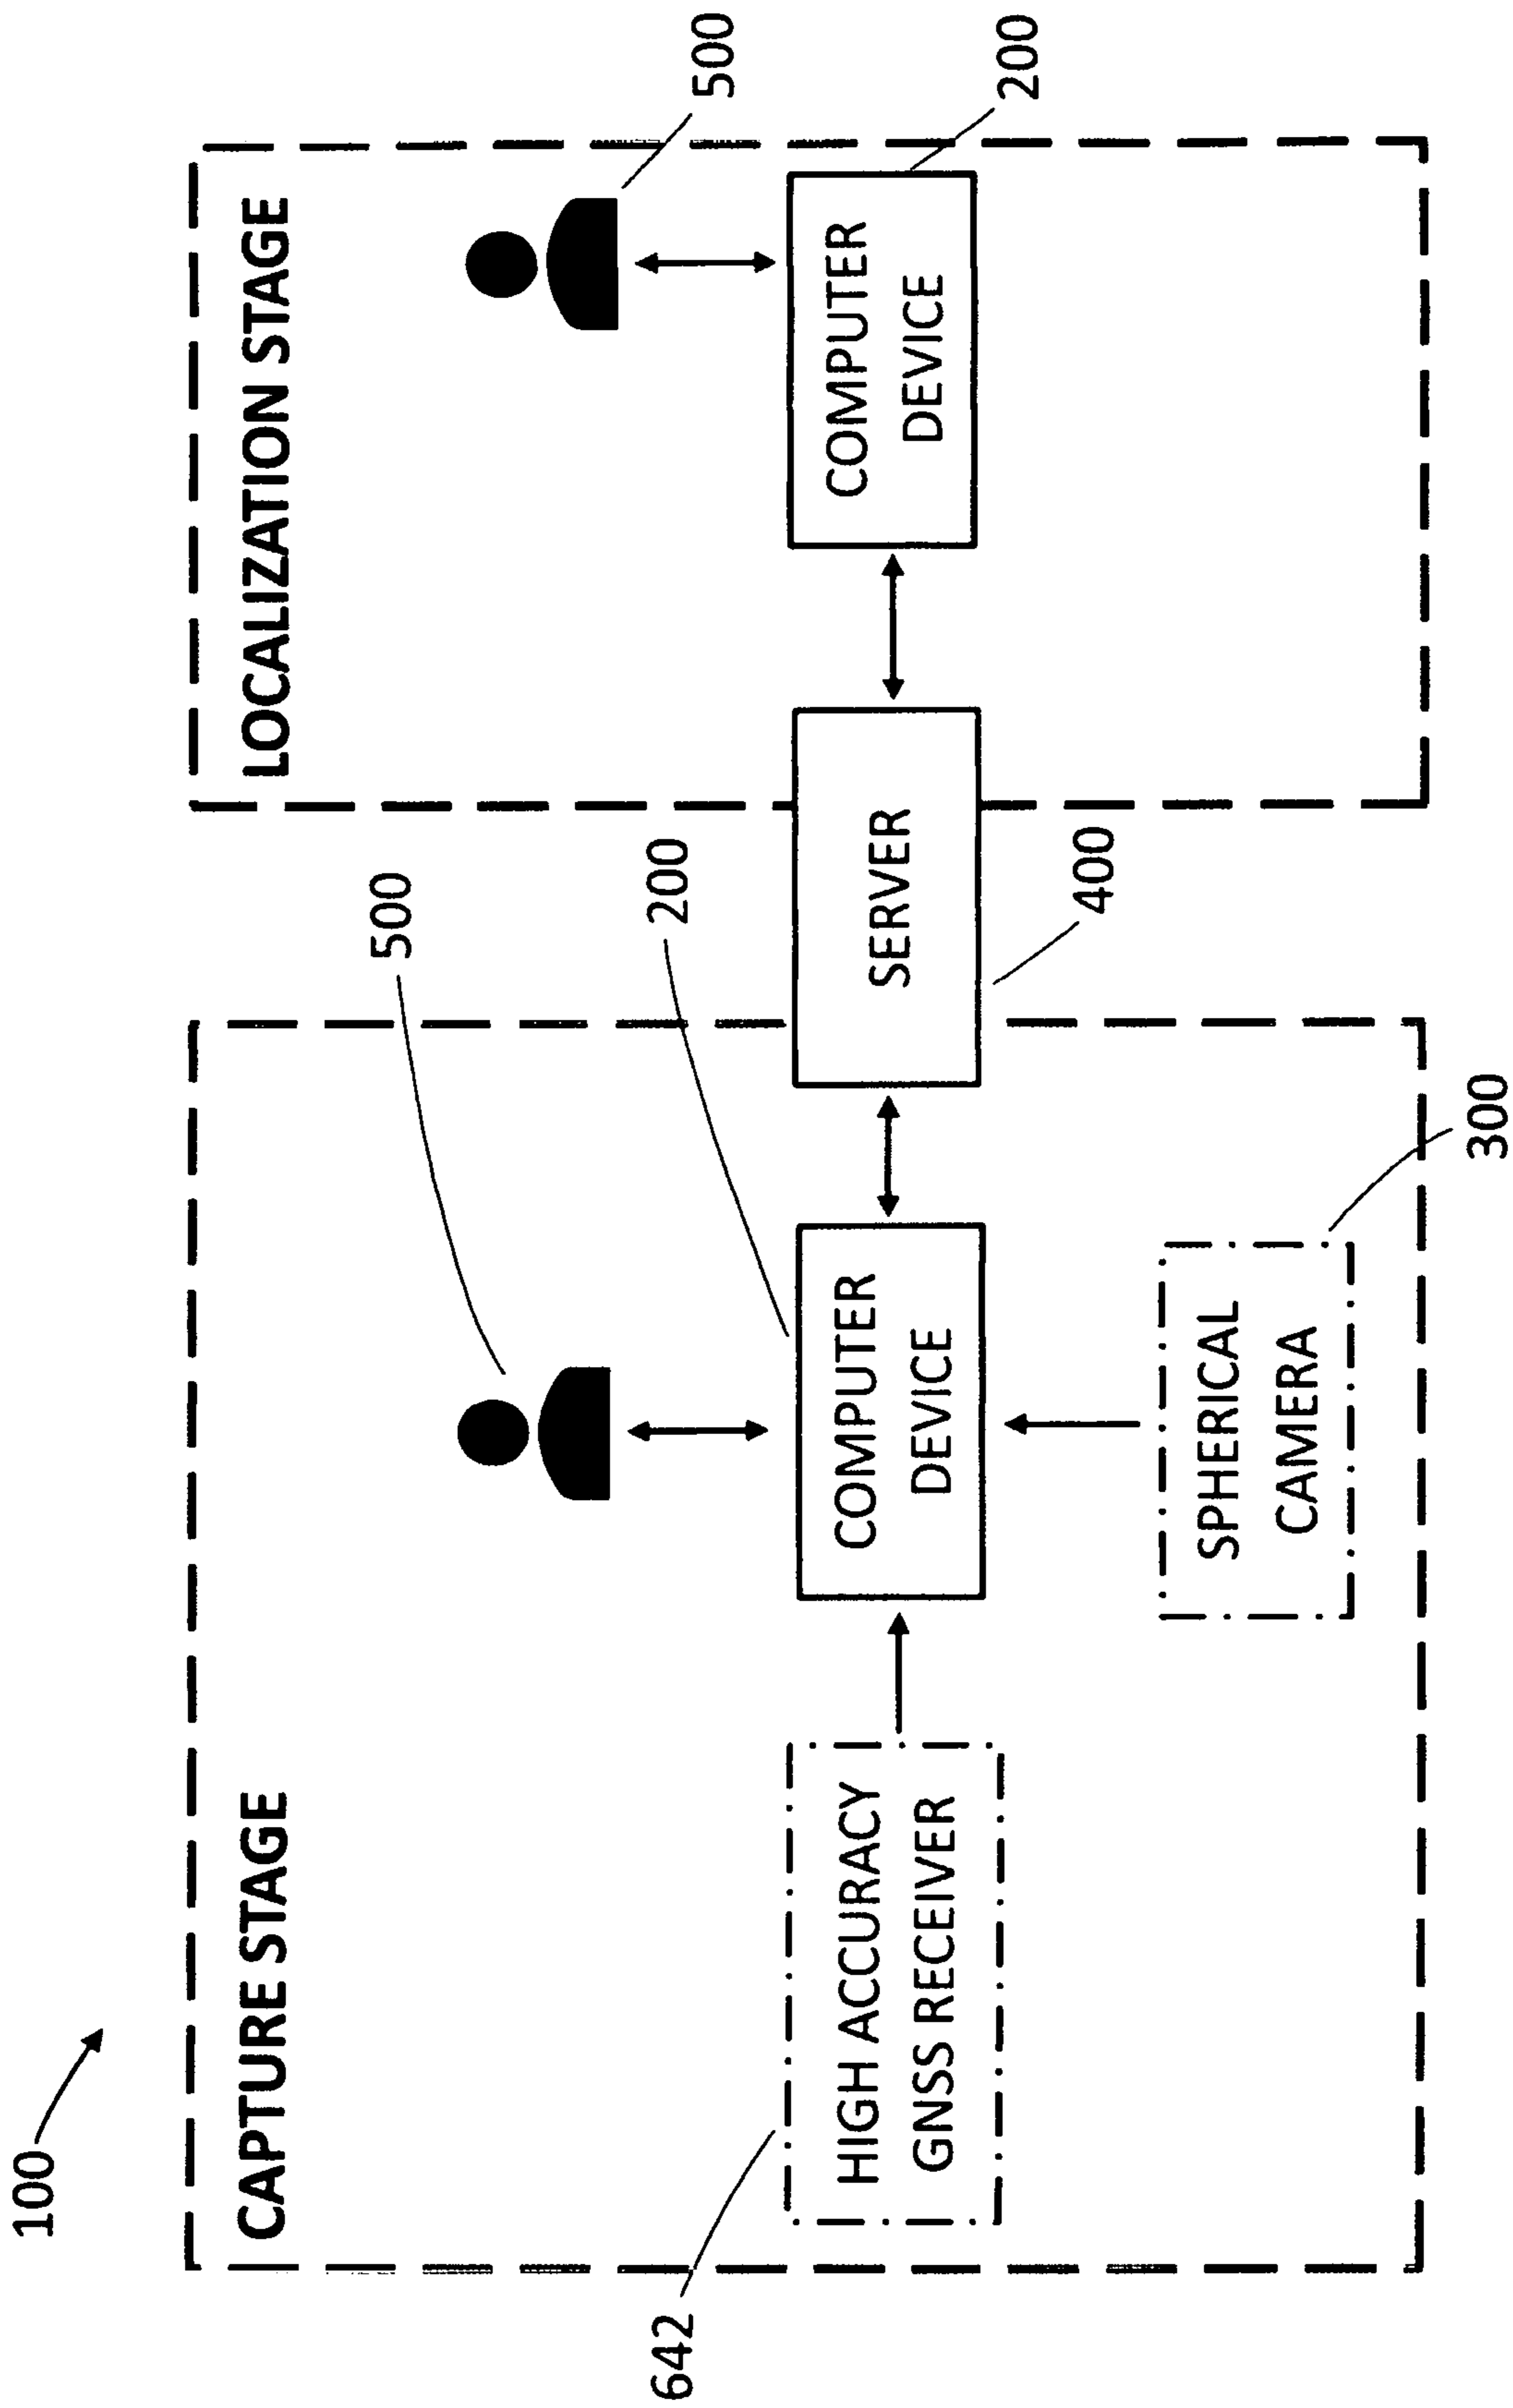 100
CAPTURE STAGE
LOCALIZATION STAGE
500
500
200
642
HIGH ACCURACY
GNSS RECEIVER
COMPUTER
DEVICE
SERVER
COMPUTER
DEVICE
200
400
SPHERICAL
CAMERA
300